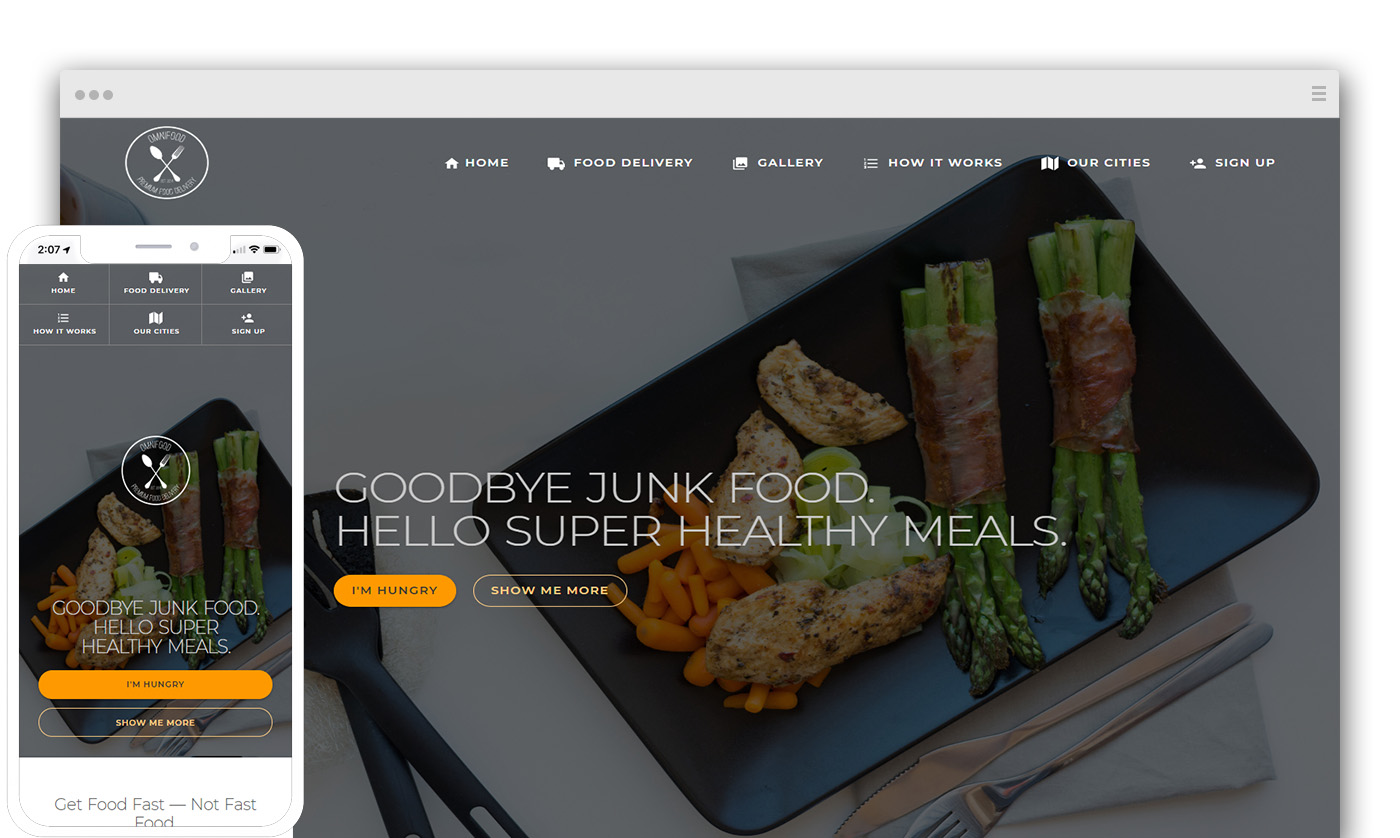 OMNIFOOD
PREMIUM FOOD DELIVERY
HOME
FOOD DELIVERY
GALLERY
HOW IT WORKS
OUR CITIES
SIGN UP
GOODBYE JUNK FOOD.
HELLO SUPER HEALTHY MEALS.
I'M HUNGRY
SHOW ME MORE
2:07
HOME
FOOD DELIVERY
GALLERY
HOW IT WORKS
OUR CITIES
SIGN UP
OMNIFOOD
PREMIUM FOOD DELIVERY
GOODBYE JUNK FOOD.
HELLO SUPER
HEALTHY MEALS.
I'M HUNGRY
SHOW ME MORE
Get Food Fast — Not Fast
Food